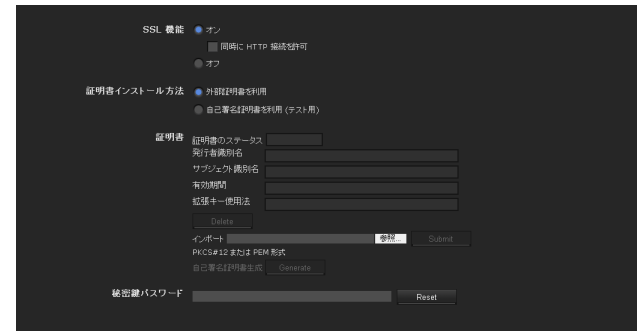 SSL 機能 オン
同時に HTTP 接続を許可
オフ
証明書インストール方法 外部証明書を利用
自己署名証明書を利用 (テスト用)
証明書 証明書のステータス
発行者識別名
サブジェクト識別名
有効期間
拡張キー使用法
Delete
インポート 参照... Submit
PKCS#12 または PEM 形式
自己署名証明書生成 Generate
秘密鍵パスワード Reset